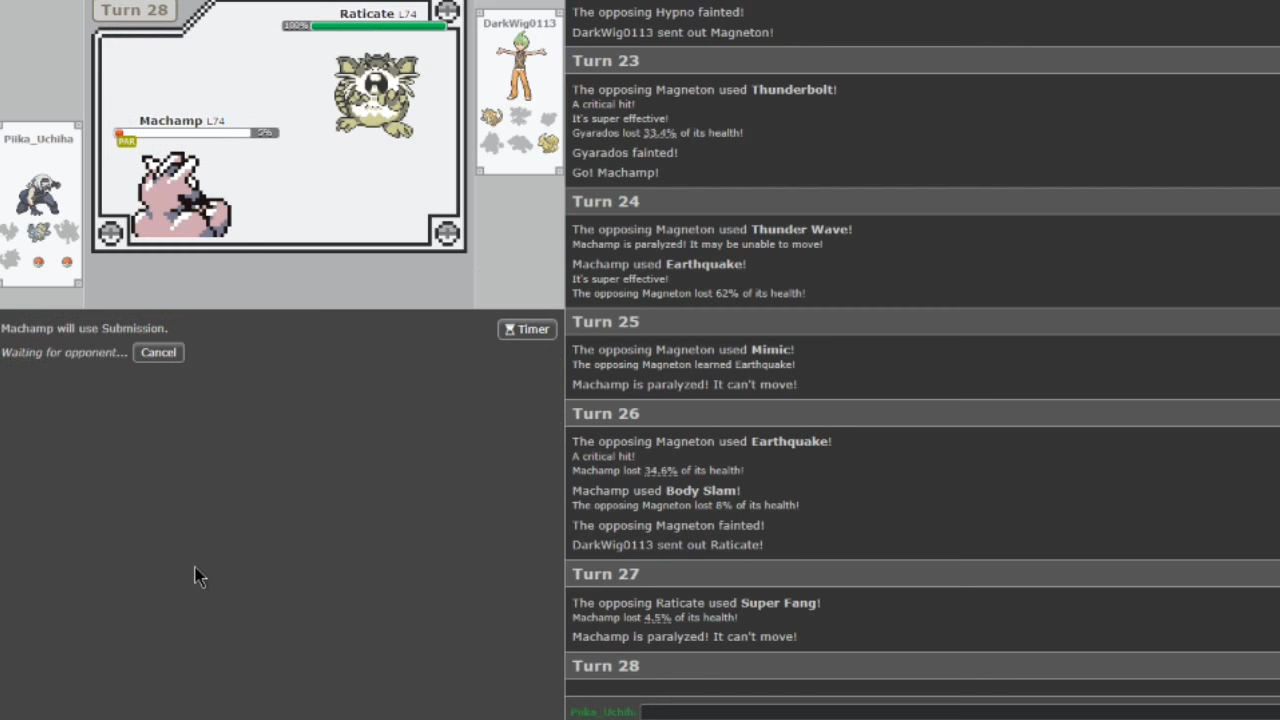 Turn 28
Raticate L74
100%
DarkWig0113
Machamp L74
5%
PAR
Piika_Uchiha
Machamp will use Submission.
Timer
Waiting for opponent... Cancel
The opposing Hypno fainted!
DarkWig0113 sent out Magneton!
Turn 23
The opposing Magneton used Thunderbolt!
A critical hit!
It's super effective!
Gyarados lost 33.4% of its health!
Gyarados fainted!
Go! Machamp!
Turn 24
The opposing Magneton used Thunder Wave!
Machamp is paralyzed! It may be unable to move!
Machamp used Earthquake!
It's super effective!
The opposing Magneton lost 62% of its health!
Turn 25
The opposing Magneton used Mimic!
The opposing Magneton learned Earthquake!
Machamp is paralyzed! It can't move!
Turn 26
The opposing Magneton used Earthquake!
A critical hit!
Machamp lost 34.6% of its health!
Machamp used Body Slam!
The opposing Magneton lost 8% of its health!
The opposing Magneton fainted!
DarkWig0113 sent out Raticate!
Turn 27
The opposing Raticate used Super Fang!
Machamp lost 4.5% of its health!
Machamp is paralyzed! It can't move!
Turn 28